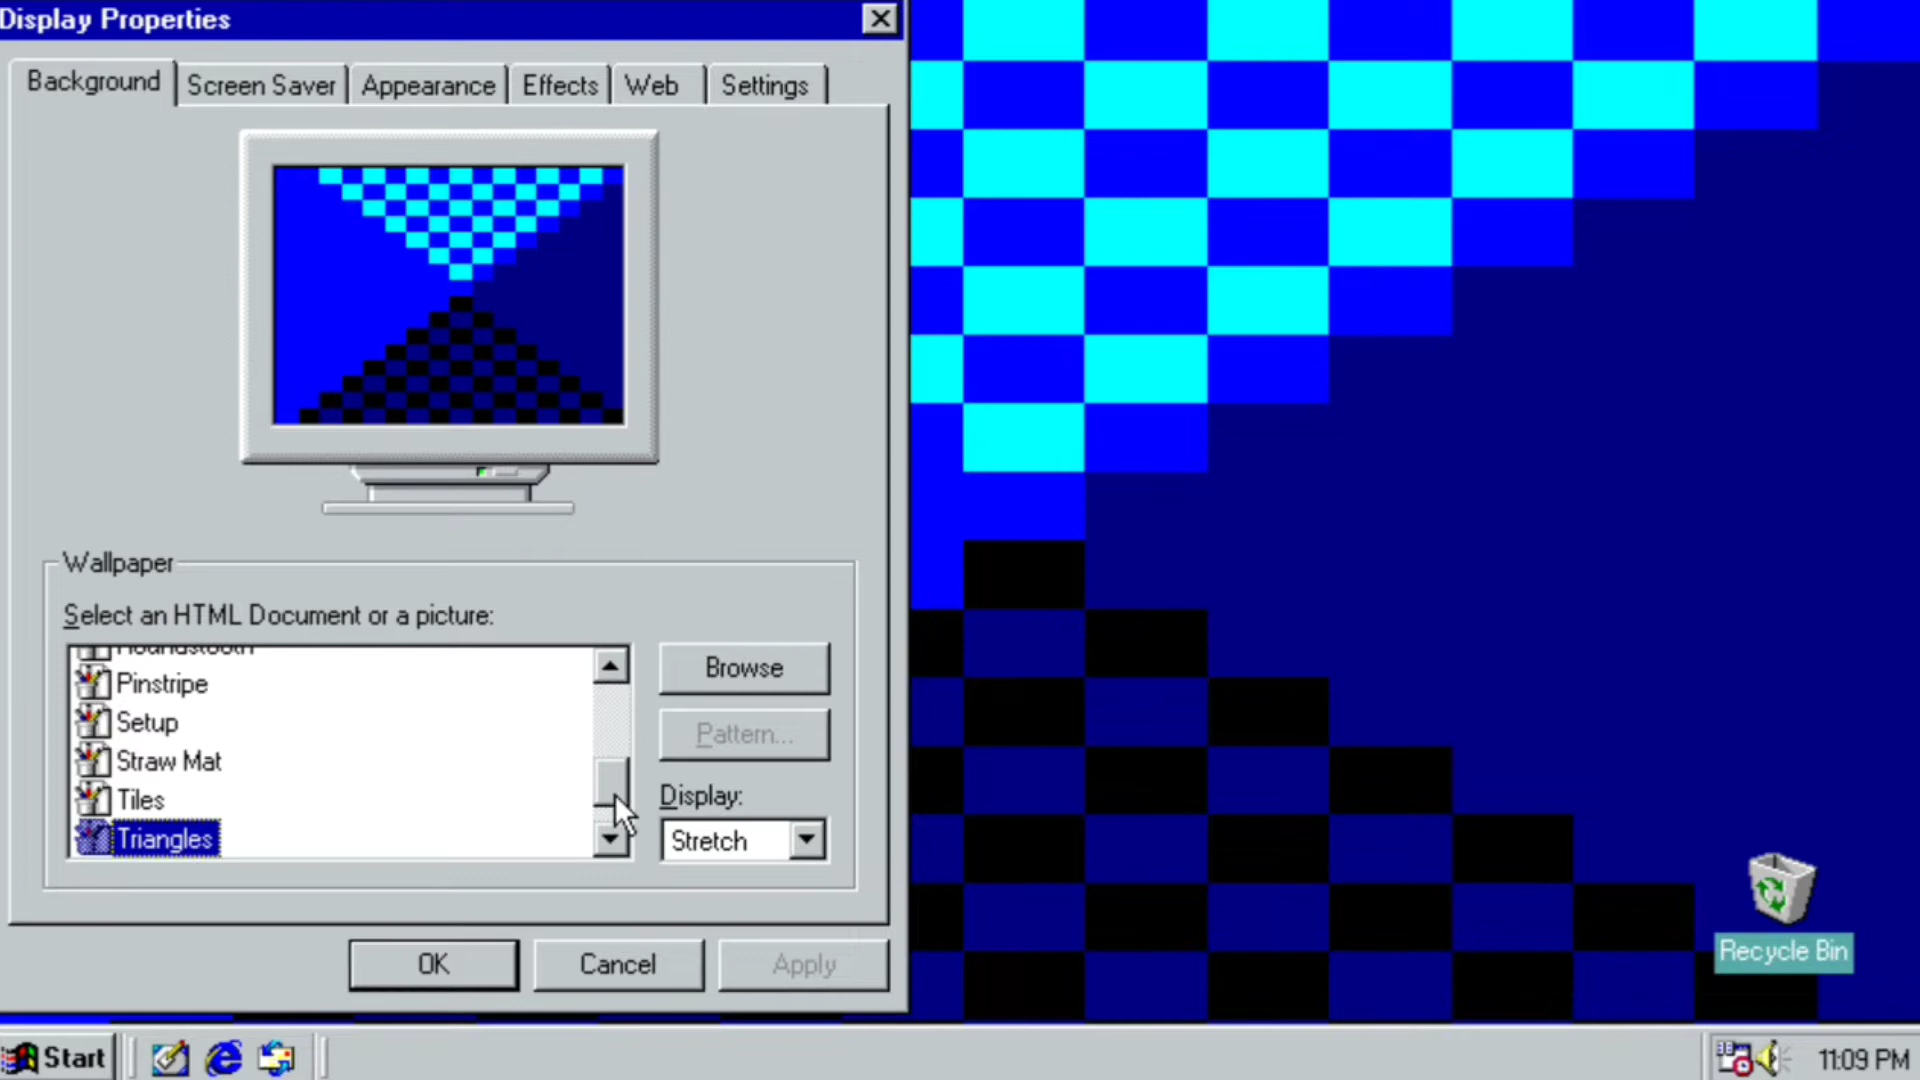 Display Properties
Background Screen Saver Appearance Effects Web Settings
Wallpaper
Select an HTML Document or a picture:
Houndstooth
Pinstripe
Setup
Straw Mat
Tiles
Triangles
Browse
Pattern...
Display:
Stretch
OK Cancel Apply
Recycle Bin
Start
11:09 PM